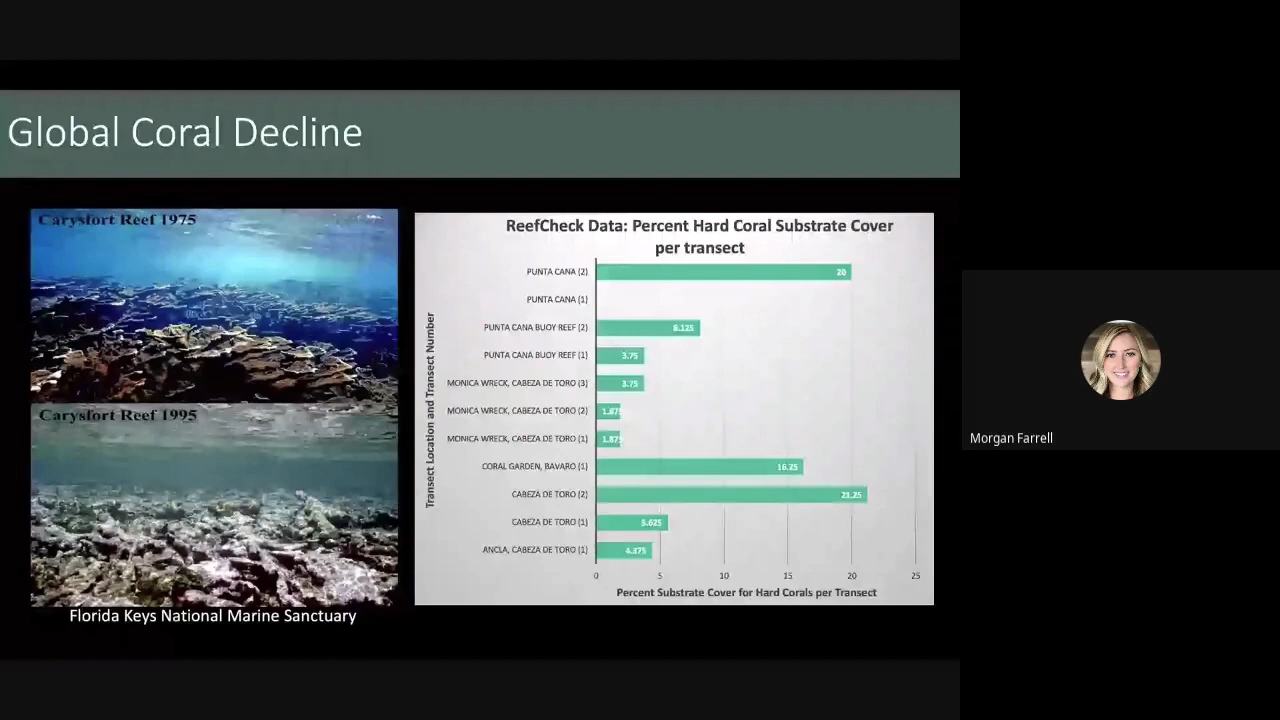 Global Coral Decline
Carysfort Reef 1975
Carysfort Reef 1995
Florida Keys National Marine Sanctuary
ReefCheck Data: Percent Hard Coral Substrate Cover
per transect
Transect Location and Transect Number
PUNTA CANA (2)
20
PUNTA CANA (1)
PUNTA CANA BUOY REEF (2)
8.125
PUNTA CANA BUOY REEF (1)
3.75
MONICA WRECK, CABEZA DE TORO (3)
3.75
MONICA WRECK, CABEZA DE TORO (2)
1.875
MONICA WRECK, CABEZA DE TORO (1)
1.875
CORAL GARDEN, BAVARO (1)
16.25
CABEZA DE TORO (2)
21.25
CABEZA DE TORO (1)
5.625
ANCLA, CABEZA DE TORO (1)
4.375
0 5 10 15 20 25
Percent Substrate Cover for Hard Corals per Transect
Morgan Farrell